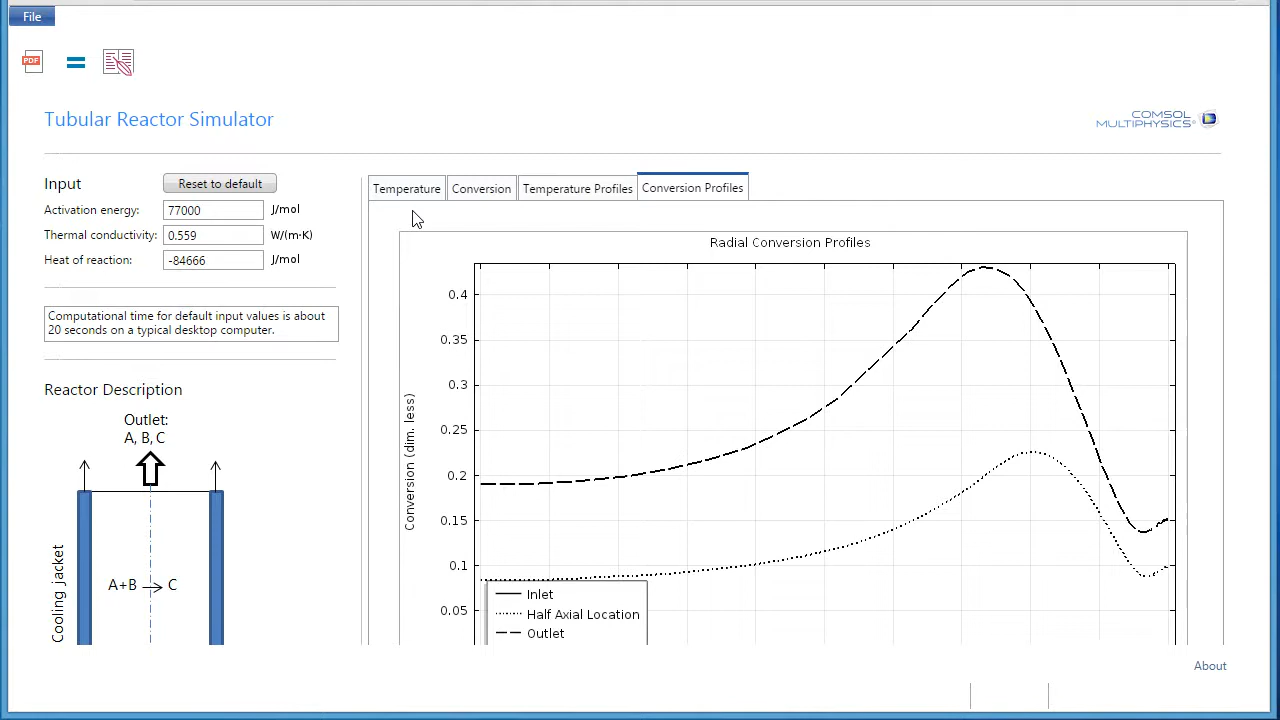 File
PDF
Tubular Reactor Simulator
COMSOL
MULTIPHYSICS®
Input
Reset to default
Activation energy: 77000 J/mol
Thermal conductivity: 0.559 W/(m·K)
Heat of reaction: -84666 J/mol
Computational time for default input values is about
20 seconds on a typical desktop computer.
Reactor Description
Outlet:
A, B, C
Cooling jacket
A+B → C
Temperature
Conversion
Temperature Profiles
Conversion Profiles
Radial Conversion Profiles
Conversion (dim. less)
0.4
0.35
0.3
0.25
0.2
0.15
0.1
0.05
Inlet
Half Axial Location
Outlet
About